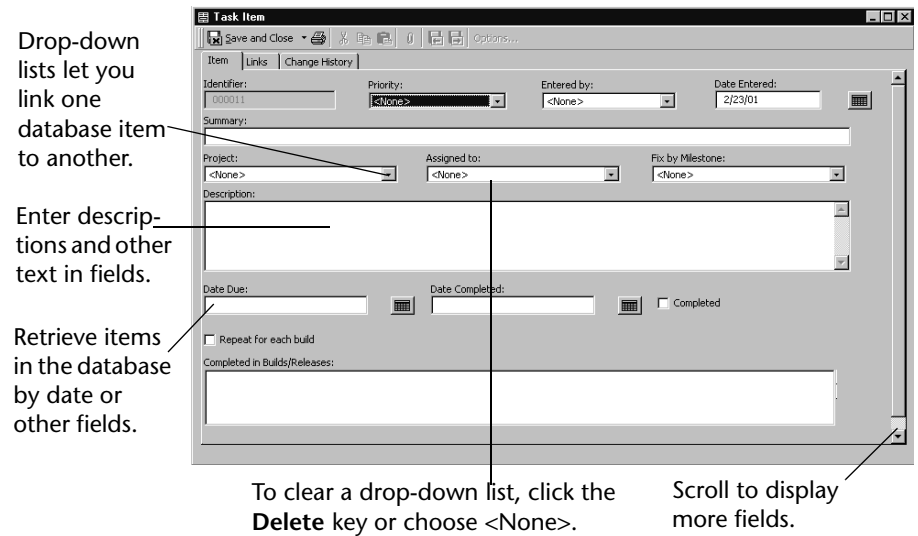 Task Item
Save and Close
Options...
Item Links Change History
Identifier: Priority: Entered by: Date Entered:
000011 <None> <None> 2/23/01
Summary:
Project: Assigned to: Fix by Milestone:
<None> <None> <None>
Description:
Date Due: Date Completed:
Completed
Repeat for each build
Completed in Builds/Releases:
Drop-down
lists let you
link one
database item
to another.
Enter descrip-
tions and other
text in fields.
Retrieve items
in the database
by date or
other fields.
To clear a drop-down list, click the
Delete key or choose <None>.
Scroll to display
more fields.